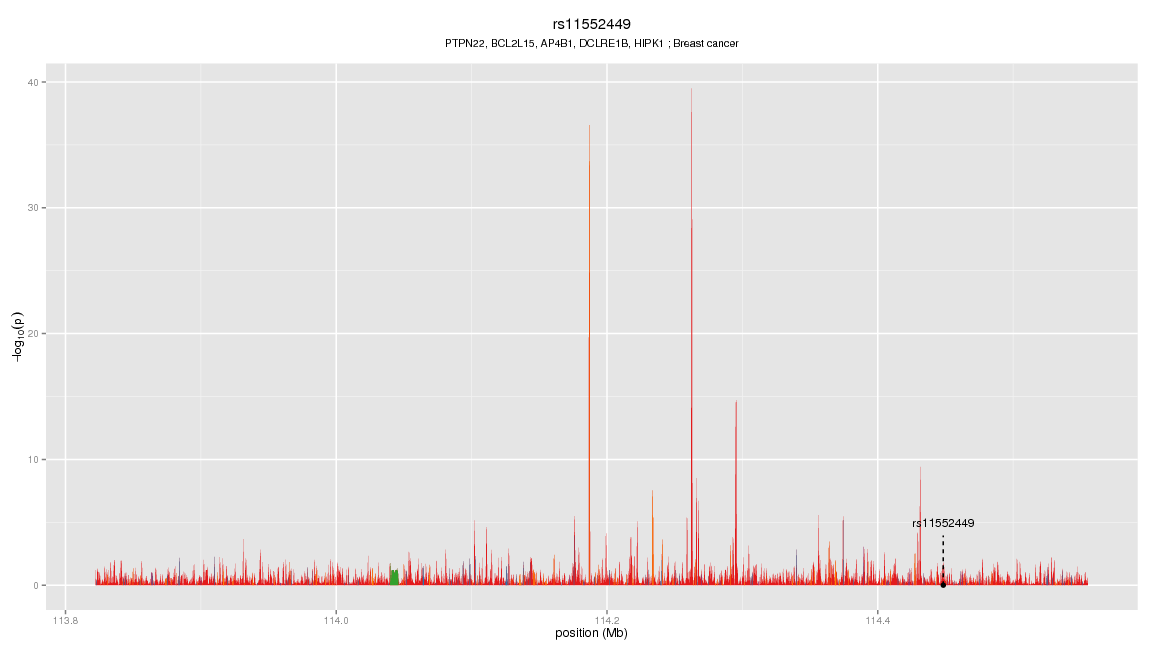 rs11552449
PTPN22, BCL2L15, AP4B1, DCLRE1B, HIPK1 ; Breast cancer
40
30
20
10
0
−log10(p)
rs11552449
113.8 114.0 114.2 114.4
position (Mb)